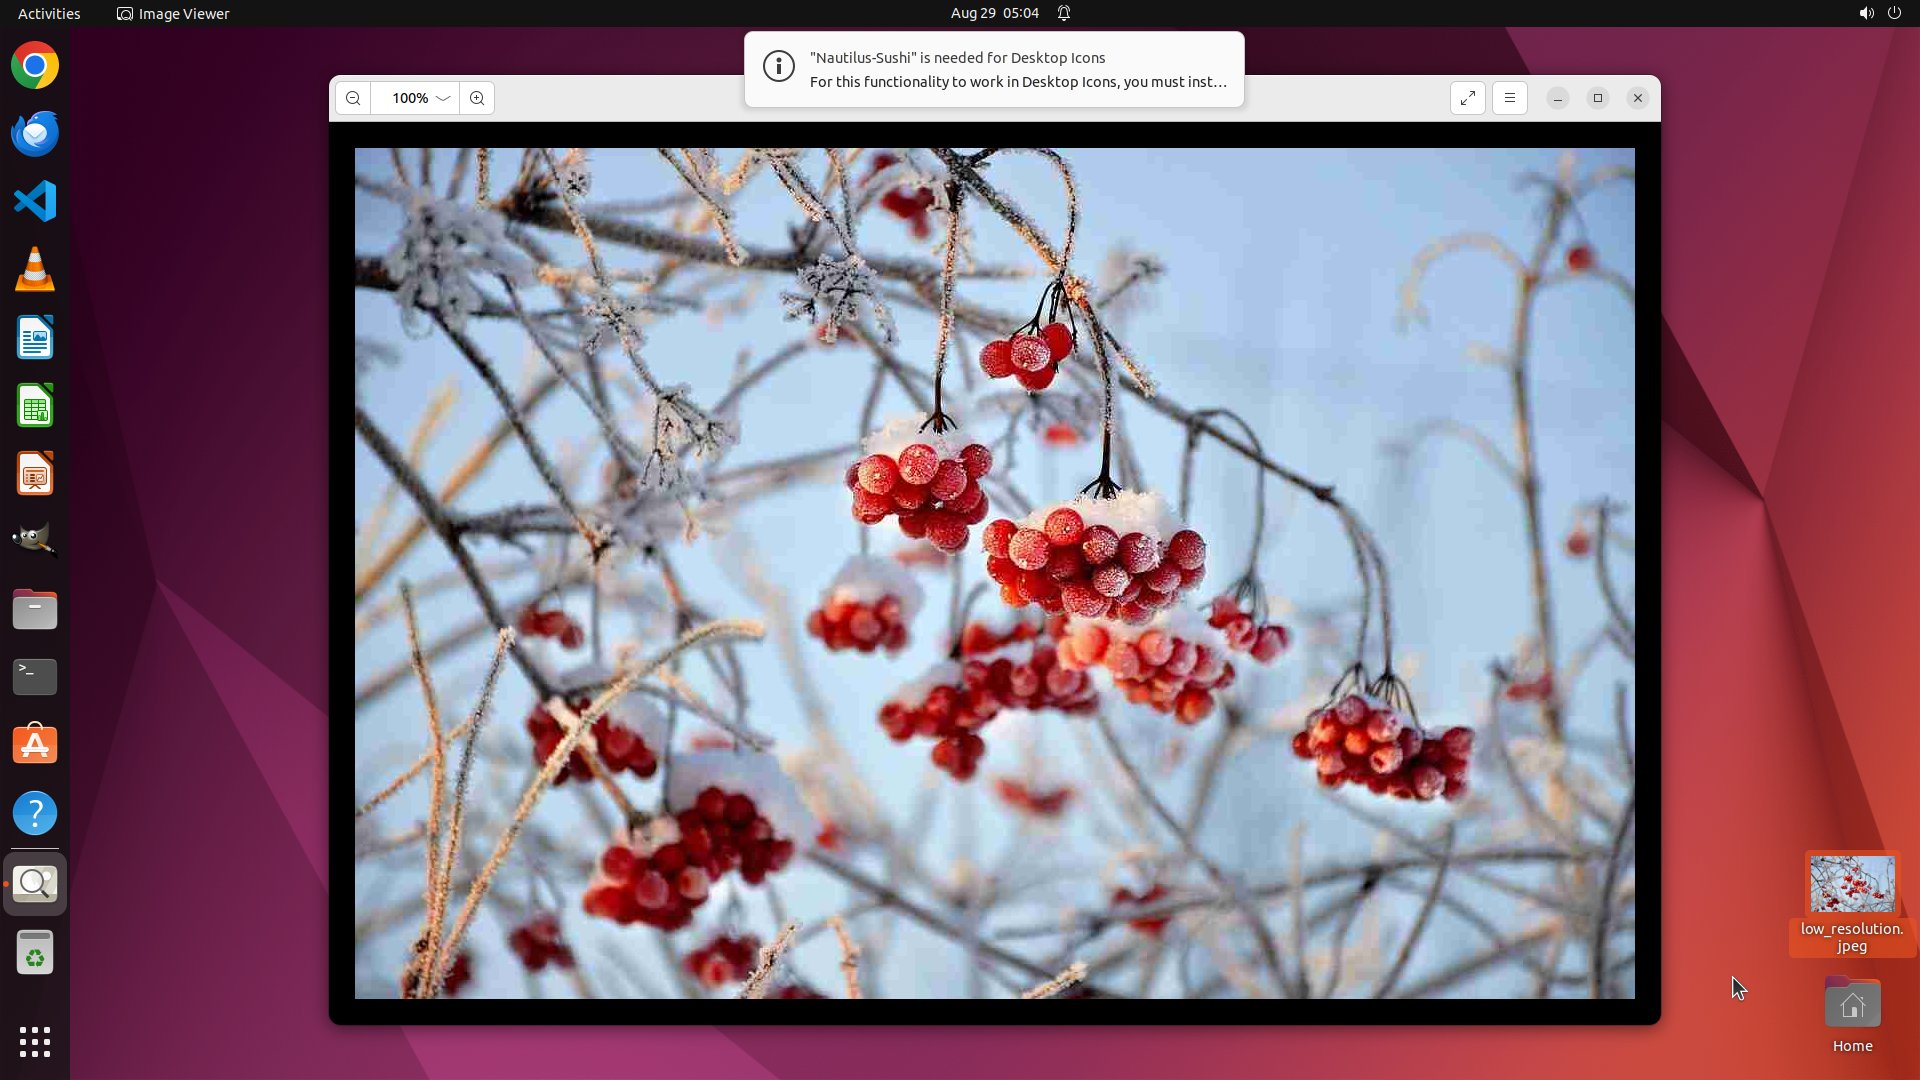 Activities
Image Viewer
Aug 29 05:04
"Nautilus-Sushi" is needed for Desktop Icons
For this functionality to work in Desktop Icons, you must inst...
100%
low_resolution.
jpeg
Home